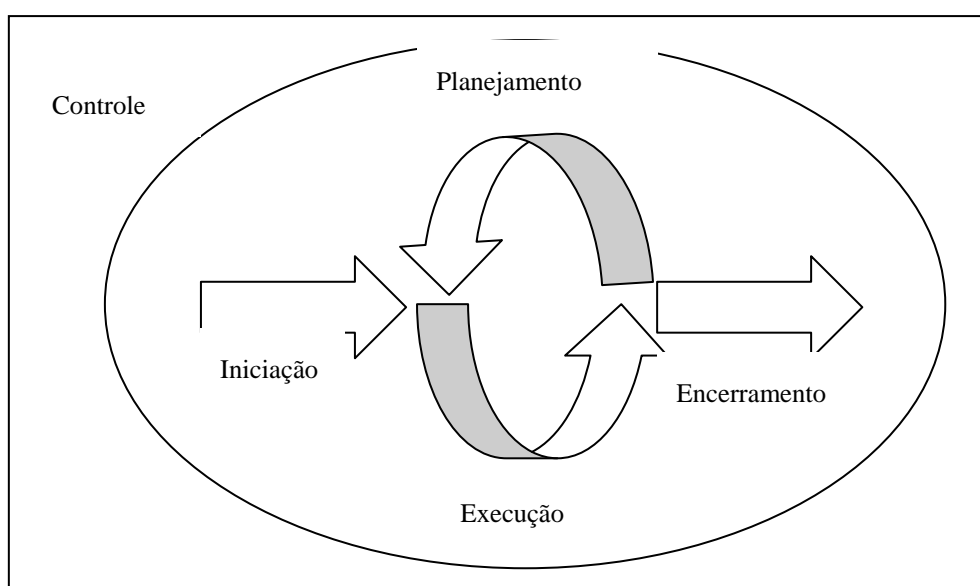 Planejamento
Controle
Iniciação
Encerramento
Execução